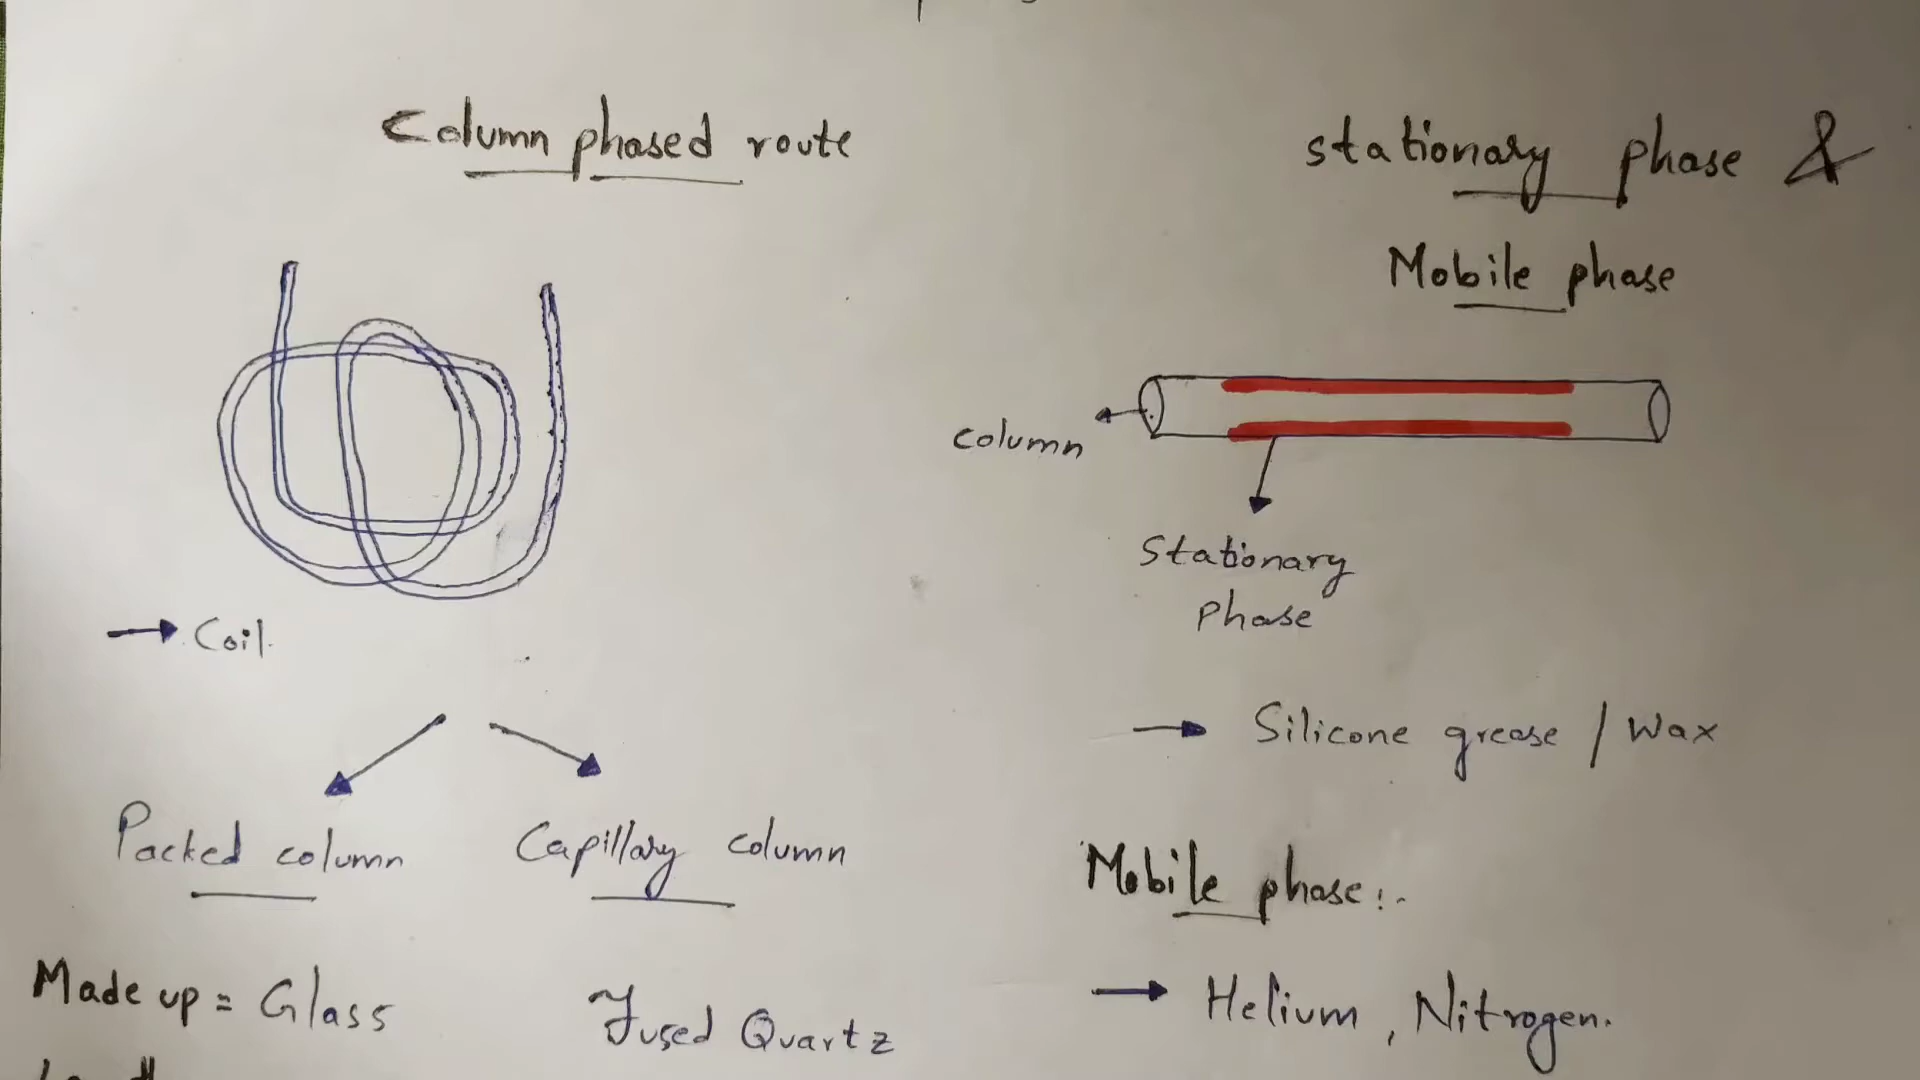 Column phased route
→ Coil.
Packed column
Capillary column
Made up = Glass
Fused Quartz
stationary phase &
Mobile phase
column
Stationary
phase
→ Silicone grease / Wax
Mobile phase:-
→ Helium, Nitrogen.